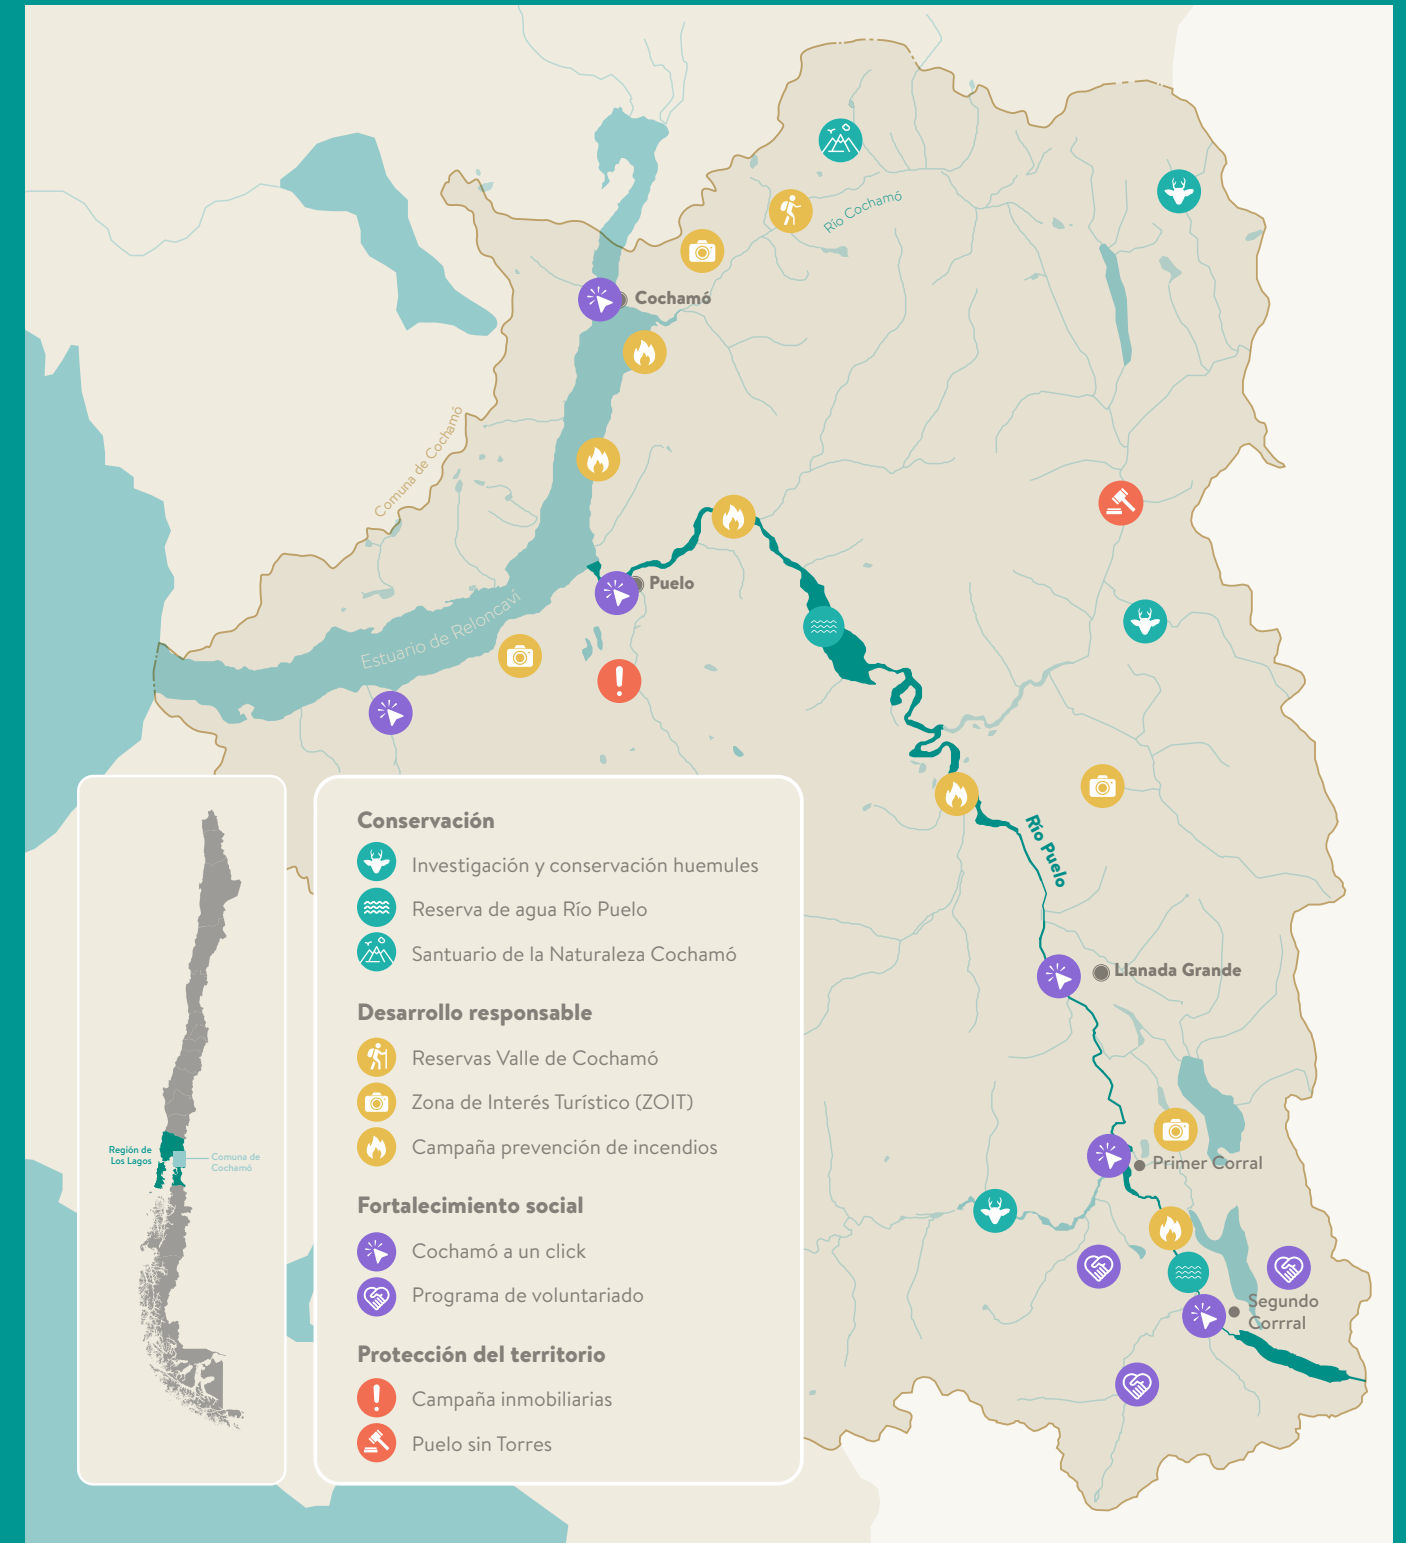 Río Cochamó
Cochamó
Comuna de Cochamó
Puelo
Estuario de Reloncaví
Río Puelo
Llanada Grande
Primer Corral
Segundo
Corrral
Región de
Los Lagos
Comuna de
Cochamó
Conservación
Investigación y conservación huemules
Reserva de agua Río Puelo
Santuario de la Naturaleza Cochamó
Desarrollo responsable
Reservas Valle de Cochamó
Zona de Interés Turístico (ZOIT)
Campaña prevención de incendios
Fortalecimiento social
Cochamó a un click
Programa de voluntariado
Protección del territorio
Campaña inmobiliarias
Puelo sin Torres